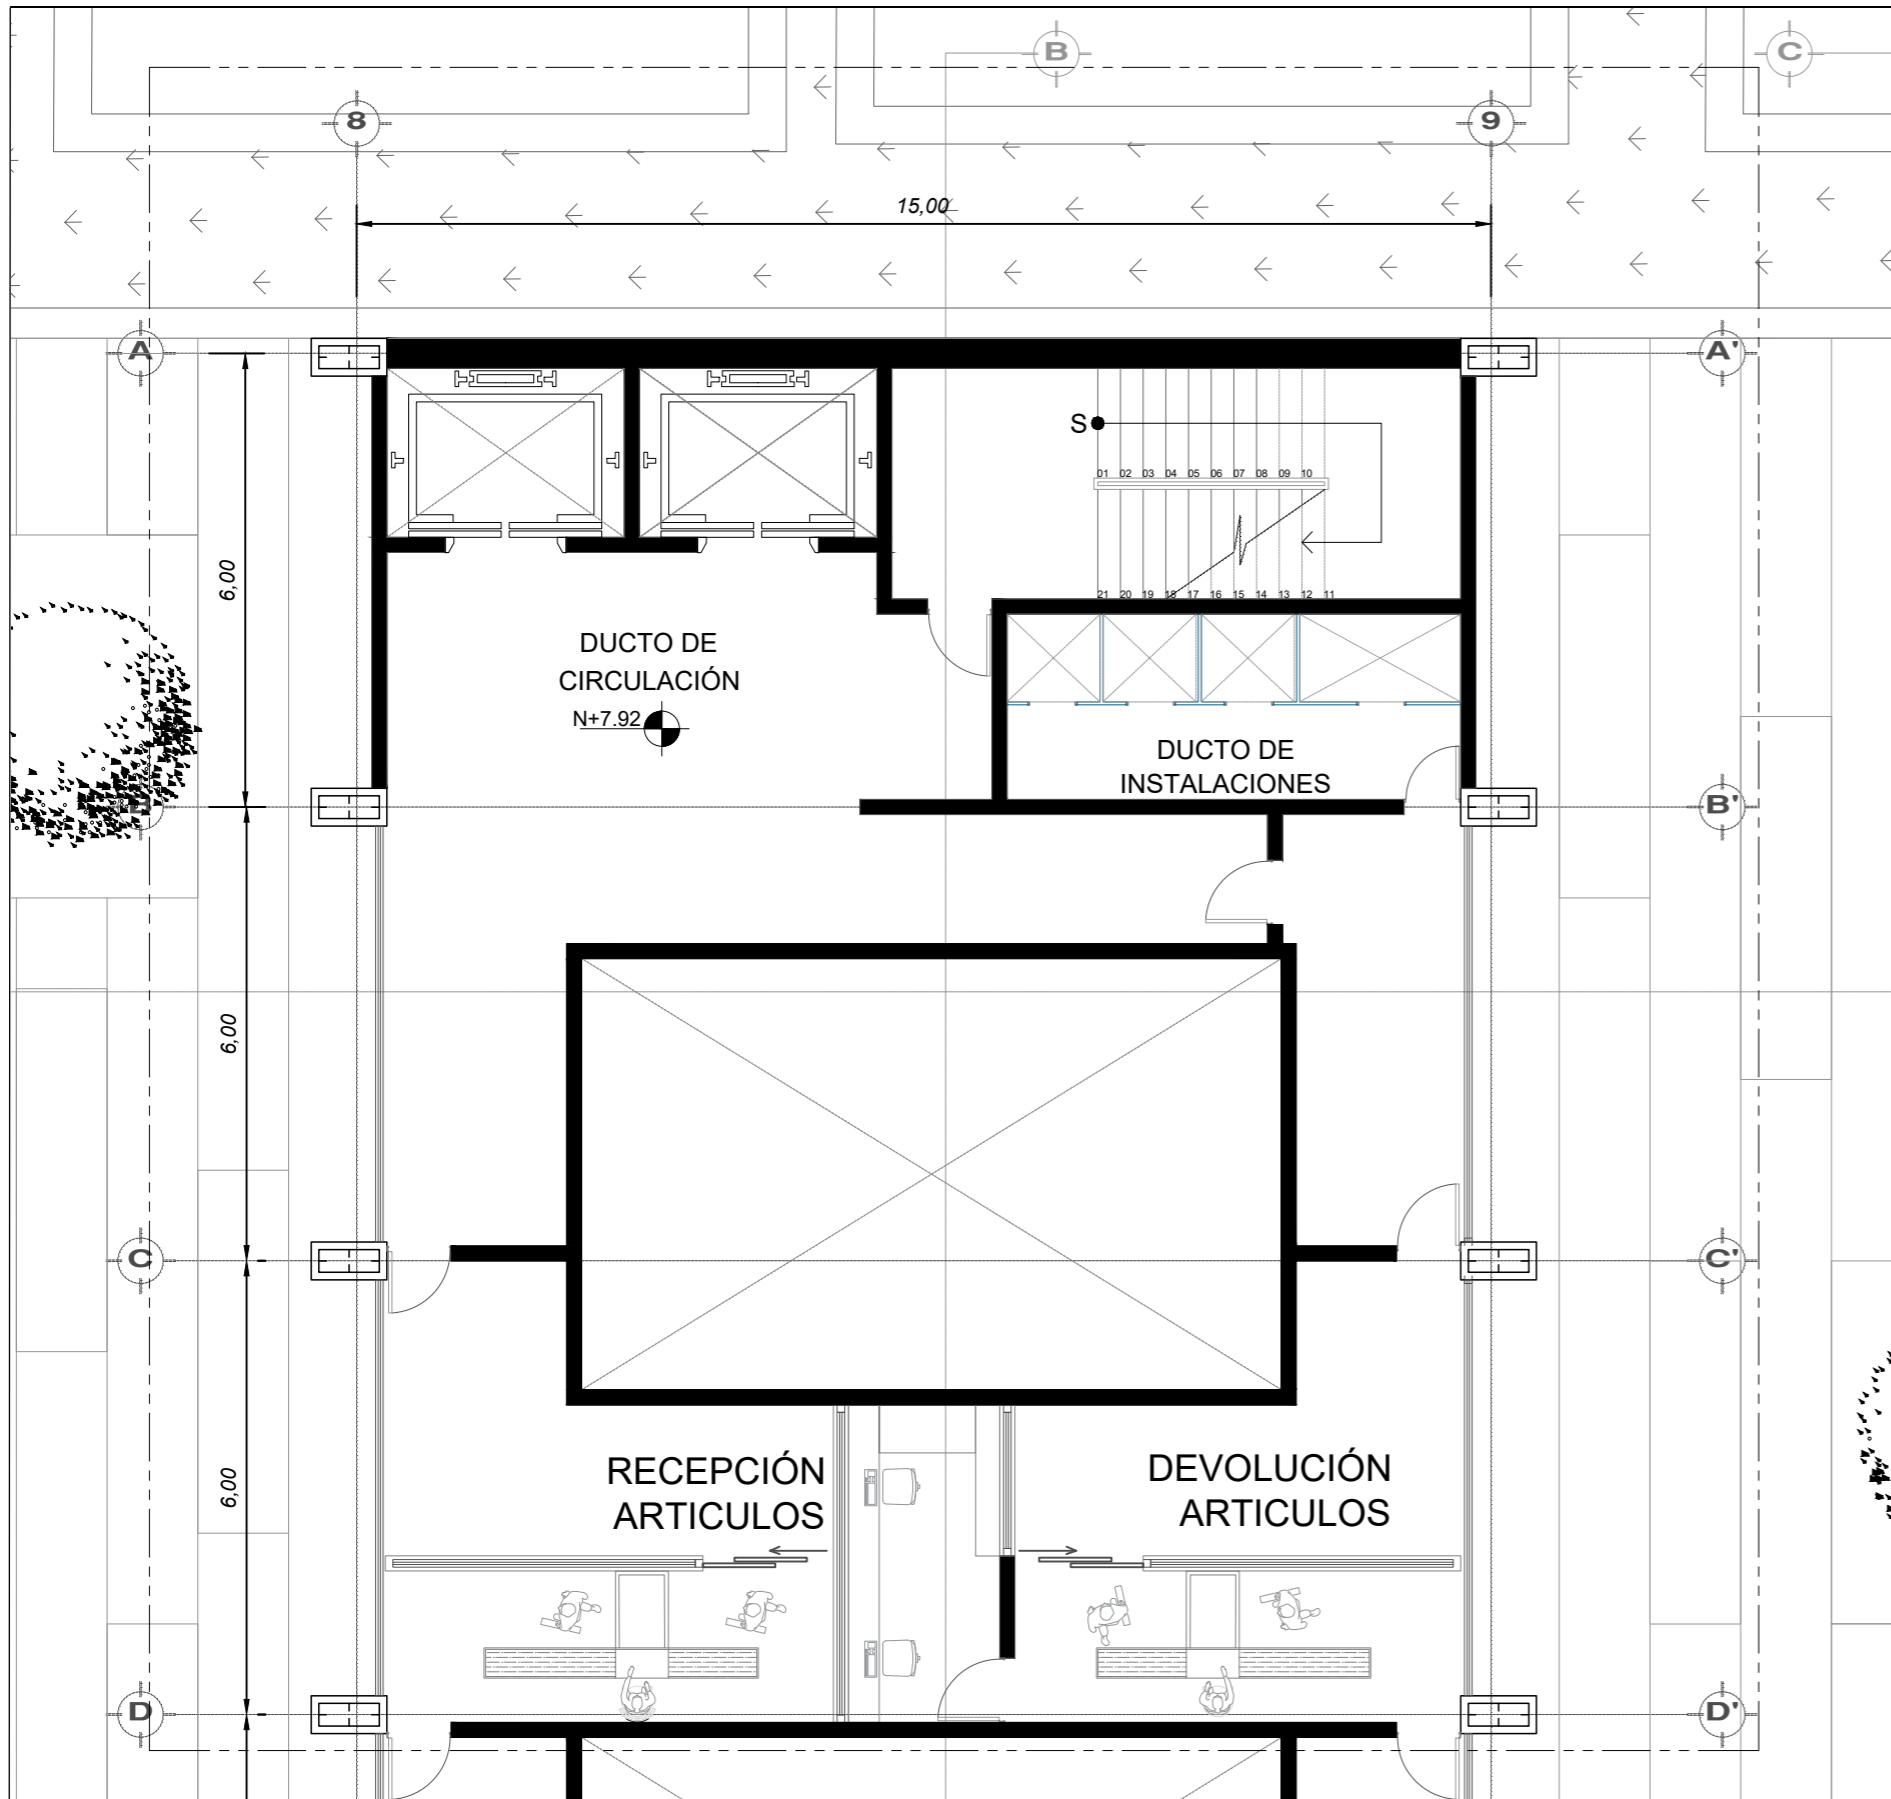 B
C
8
9
15,00
A
A'
S
01 02 03 04 05 06 07 08 09 10
6,00
21 20 19 18 17 16 15 14 13 12 11
DUCTO DE
CIRCULACIÓN
N+7.92
DUCTO DE
INSTALACIONES
B
B'
6,00
C
C'
RECEPCIÓN
ARTICULOS
DEVOLUCIÓN
ARTICULOS
6,00
D
D'